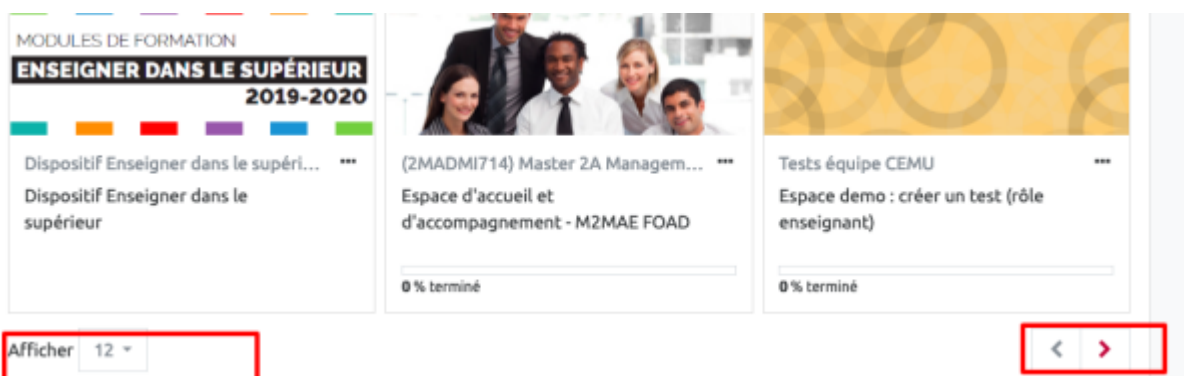 MODULES DE FORMATION
ENSEIGNER DANS LE SUPÉRIEUR
2019-2020
Dispositif Enseigner dans le supéri... ...
Dispositif Enseigner dans le
supérieur
(2MADMI714) Master 2A Managem... ...
Espace d'accueil et
d'accompagnement - M2MAE FOAD
0 % terminé
Tests équipe CEMU ...
Espace demo : créer un test (rôle
enseignant)
0 % terminé
Afficher 12